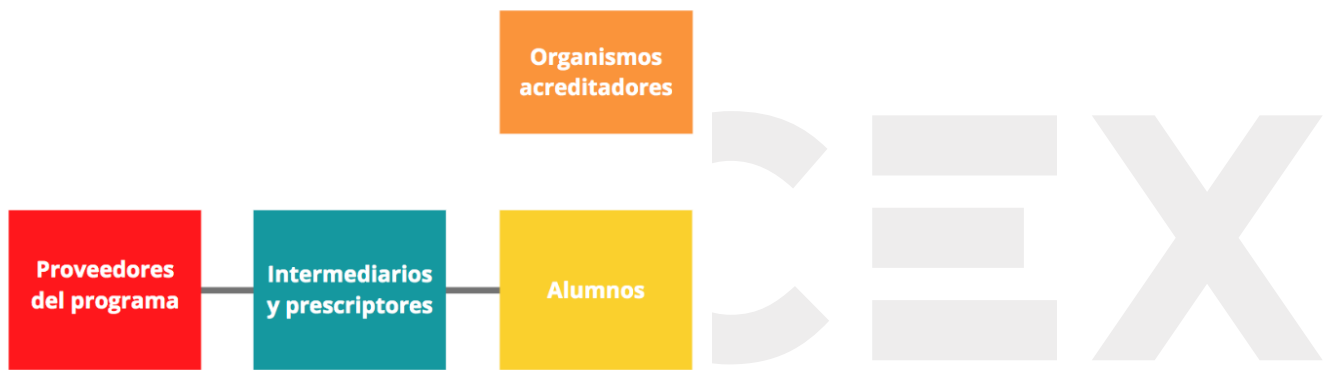 Organismos
acreditadores
CEX
Proveedores
del programa
Intermediarios
y prescriptores
Alumnos